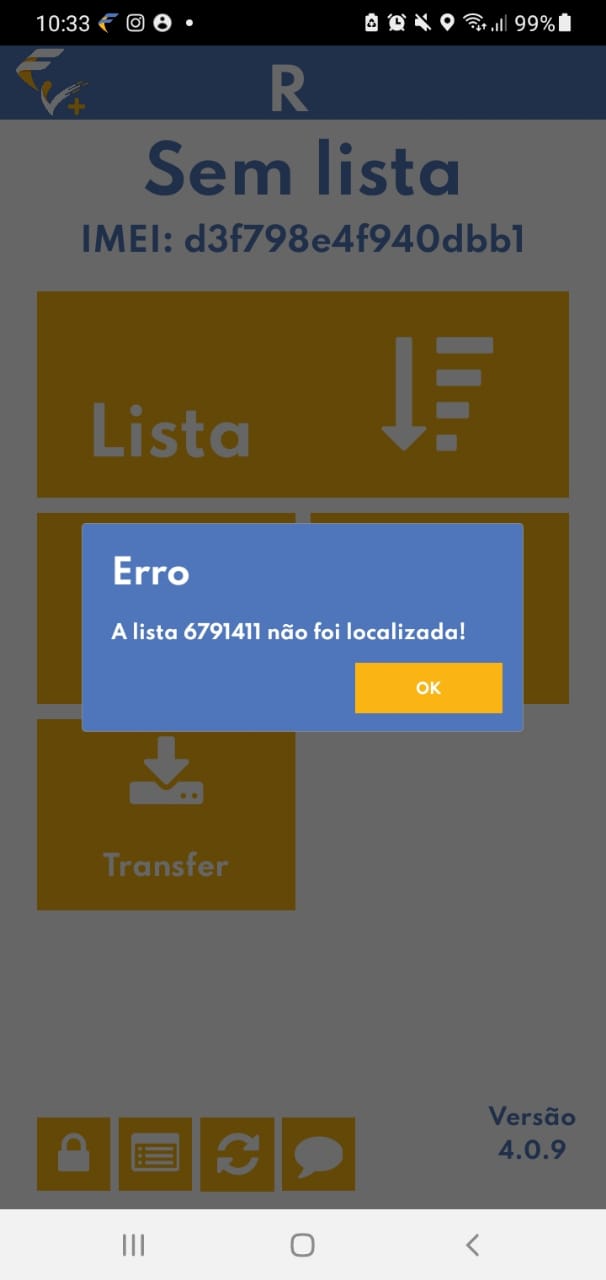 10:33
99%
R
Sem lista
IMEI: d3f798e4f940dbb1
Lista
Erro
A lista 6791411 não foi localizada!
OK
Transfer
Versão
4.0.9